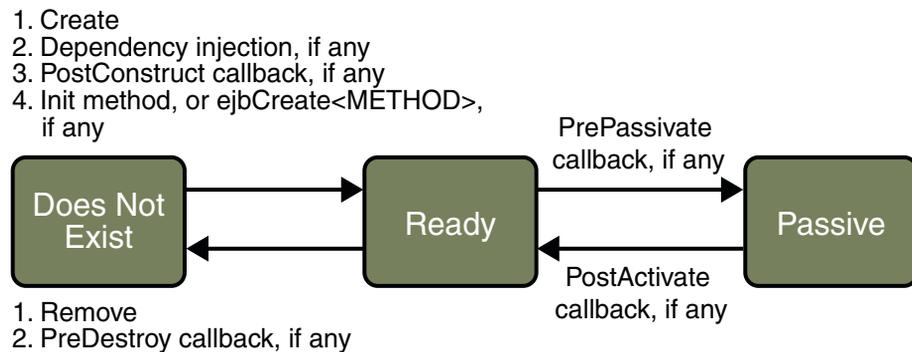 1. Create
2. Dependency injection, if any
3. PostConstruct callback, if any
4. Init method, or ejbCreate<METHOD>,
if any
PrePassivate
callback, if any
Does Not
Exist
Ready
Passive
PostActivate
callback, if any
1. Remove
2. PreDestroy callback, if any